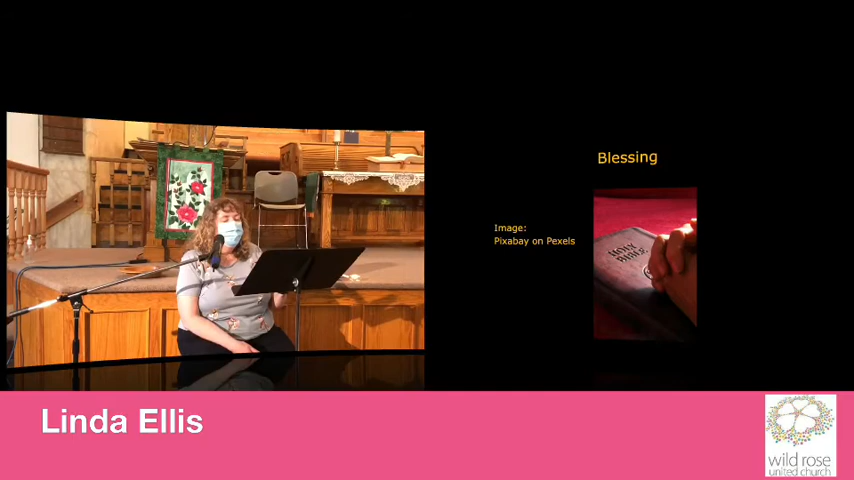 Blessing
Image:
Pixabay on Pexels
HOLY
BIBLE
Linda Ellis
wild rose
united church